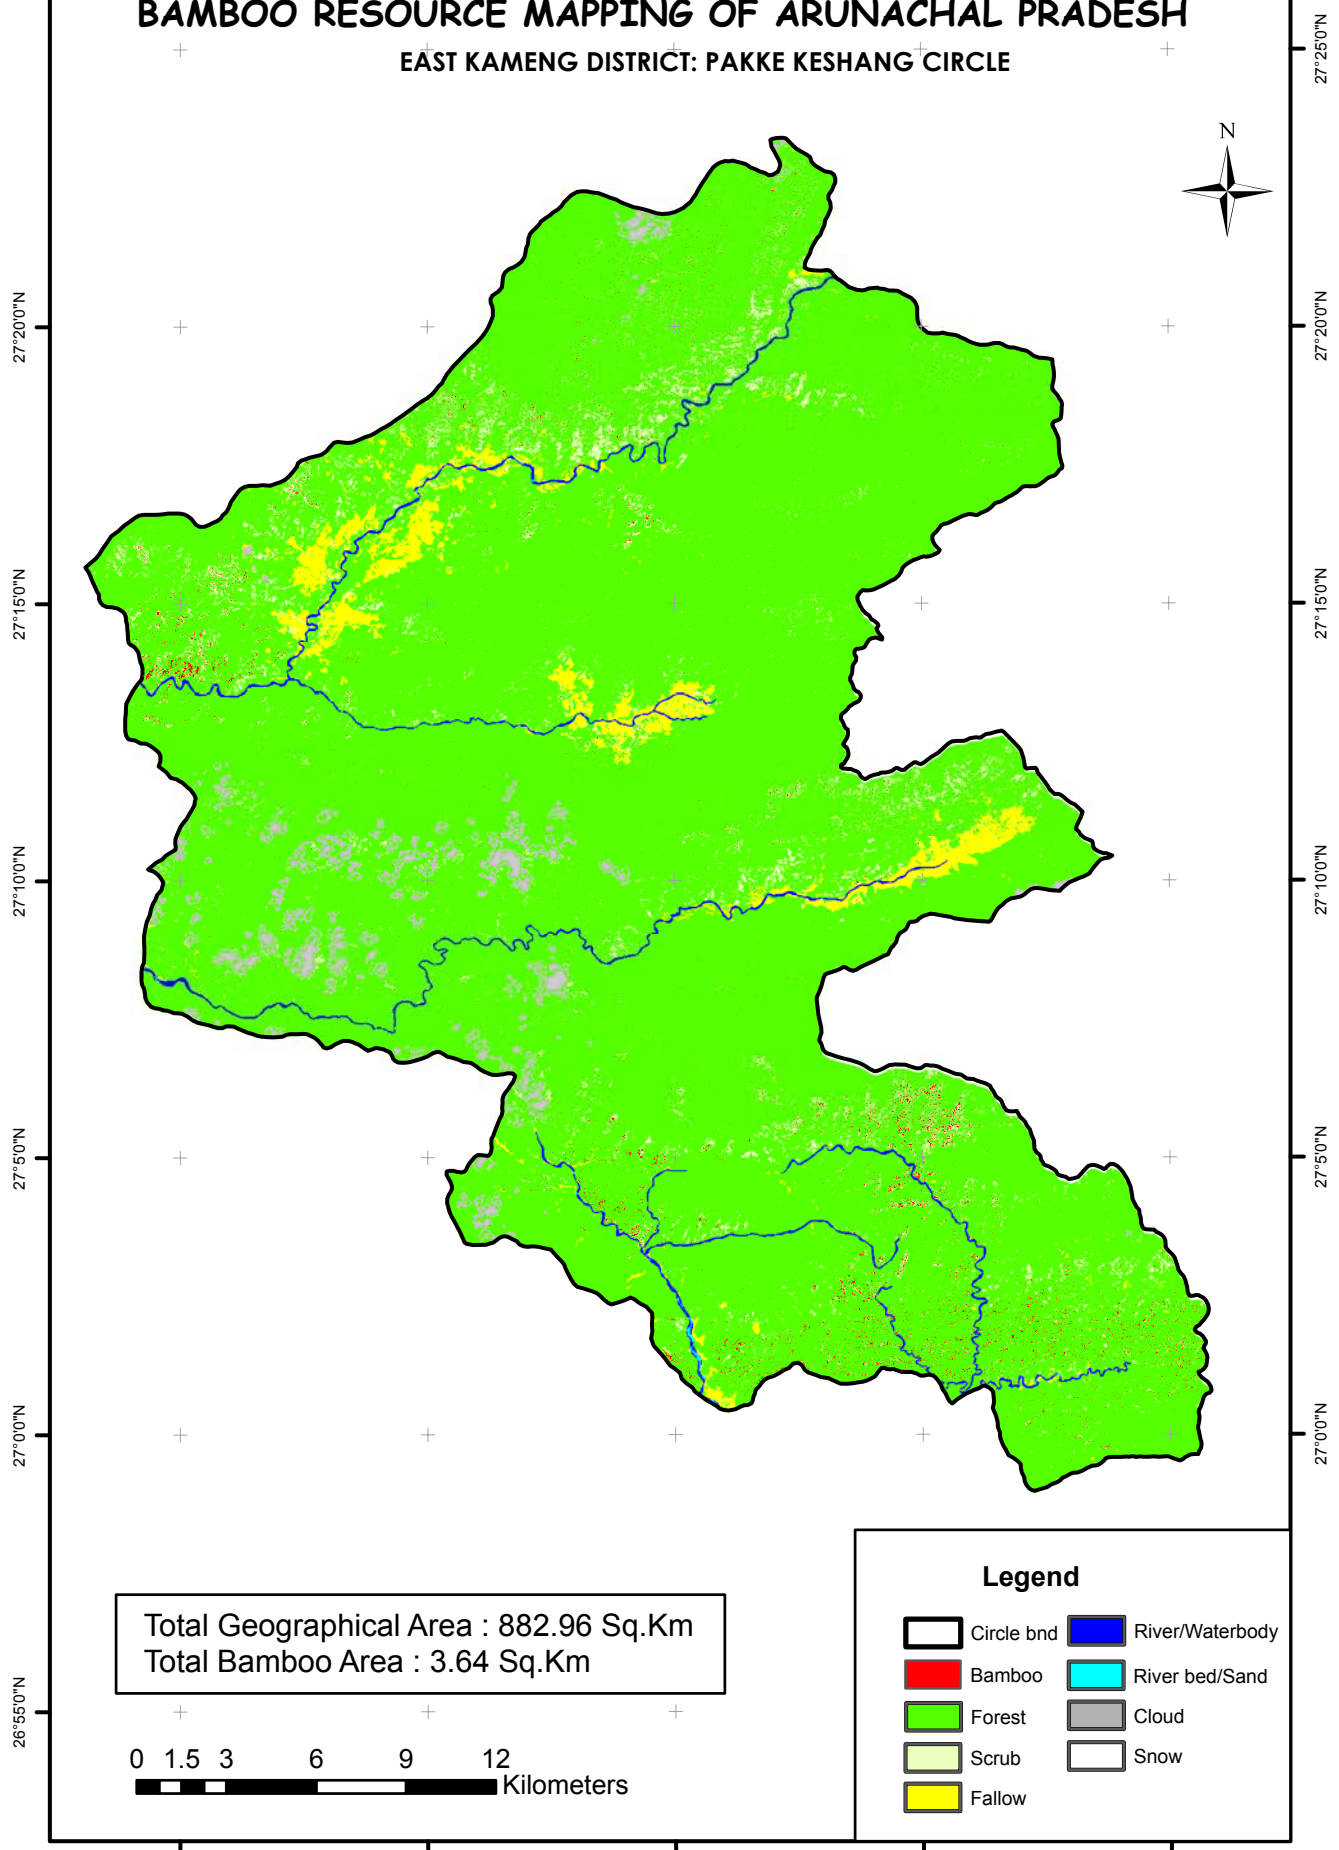 BAMBOO RESOURCE MAPPING OF ARUNACHAL PRADESH
EAST KAMENG DISTRICT: PAKKE KESHANG CIRCLE
27°25'0"N
N
27°20'0"N
27°20'0"N
27°15'0"N
27°15'0"N
27°10'0"N
27°10'0"N
27°5'0"N
27°5'0"N
27°0'0"N
27°0'0"N
26°55'0"N
Total Geographical Area : 882.96 Sq.Km
Total Bamboo Area : 3.64 Sq.Km
0 1.5 3 6 9 12
Kilometers
Legend
Circle bnd
Bamboo
Forest
Scrub
Fallow
River/Waterbody
River bed/Sand
Cloud
Snow